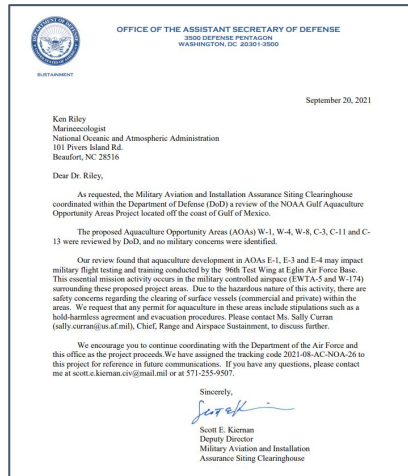 OFFICE OF THE ASSISTANT SECRETARY OF DEFENSE
3500 DEFENSE PENTAGON
WASHINGTON, DC 20301-3500
SUSTAINMENT
September 20, 2021
Ken Riley
Marineecologist
National Oceanic and Atmospheric Administration
101 Pivers Island Rd.
Beaufort, NC 28516
Dear Dr. Riley,
As requested, the Military Aviation and Installation Assurance Siting Clearinghouse
coordinated within the Department of Defense (DoD) a review of the NOAA Gulf Aquaculture
Opportunity Areas Project located off the coast of Gulf of Mexico.
The proposed Aquaculture Opportunity Areas (AOAs) W-1, W-4, W-8, C-3, C-11 and C-
13 were reviewed by DoD, and no military concerns were identified.
Our review found that aquaculture development in AOAs E-1, E-3 and E-4 may impact
military flight testing and training conducted by the 96th Test Wing at Eglin Air Force Base.
This essential mission activity occurs in the military controlled airspace (EWTA-5 and W-174)
surrounding these proposed project areas. Due to the hazardous nature of this activity, there are
safety concerns regarding the clearing of surface vessels (commercial and private) within the
areas. We request that any permit for aquaculture in these areas include stipulations such as a
hold-harmless agreement and evacuation procedures. Please contact Ms. Sally Curran
(sally.curran@us.af.mil), Chief, Range and Airspace Sustainment, to discuss further.
We encourage you to continue coordinating with the Department of the Air Force and
this office as the project proceeds.We have assigned the tracking code 2021-08-AC-NOA-26 to
this project for reference in future communications. If you have any questions, please contact
me at scott.e.kiernan.civ@mail.mil or at 571-255-9507.
Sincerely,
Scott E. Kiernan
Deputy Director
Military Aviation and Installation
Assurance Siting Clearinghouse